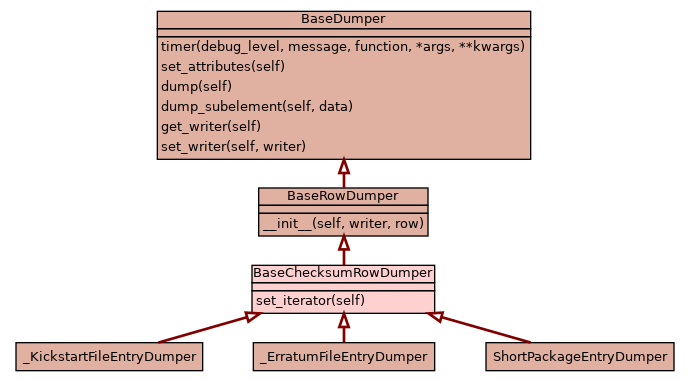 BaseDumper
timer(debug_level, message, function, *args, **kwargs)
set_attributes(self)
dump(self)
dump_subelement(self, data)
get_writer(self)
set_writer(self, writer)
BaseRowDumper
__init__(self, writer, row)
BaseChecksumRowDumper
set_iterator(self)
_KickstartFileEntryDumper
_ErratumFileEntryDumper
ShortPackageEntryDumper